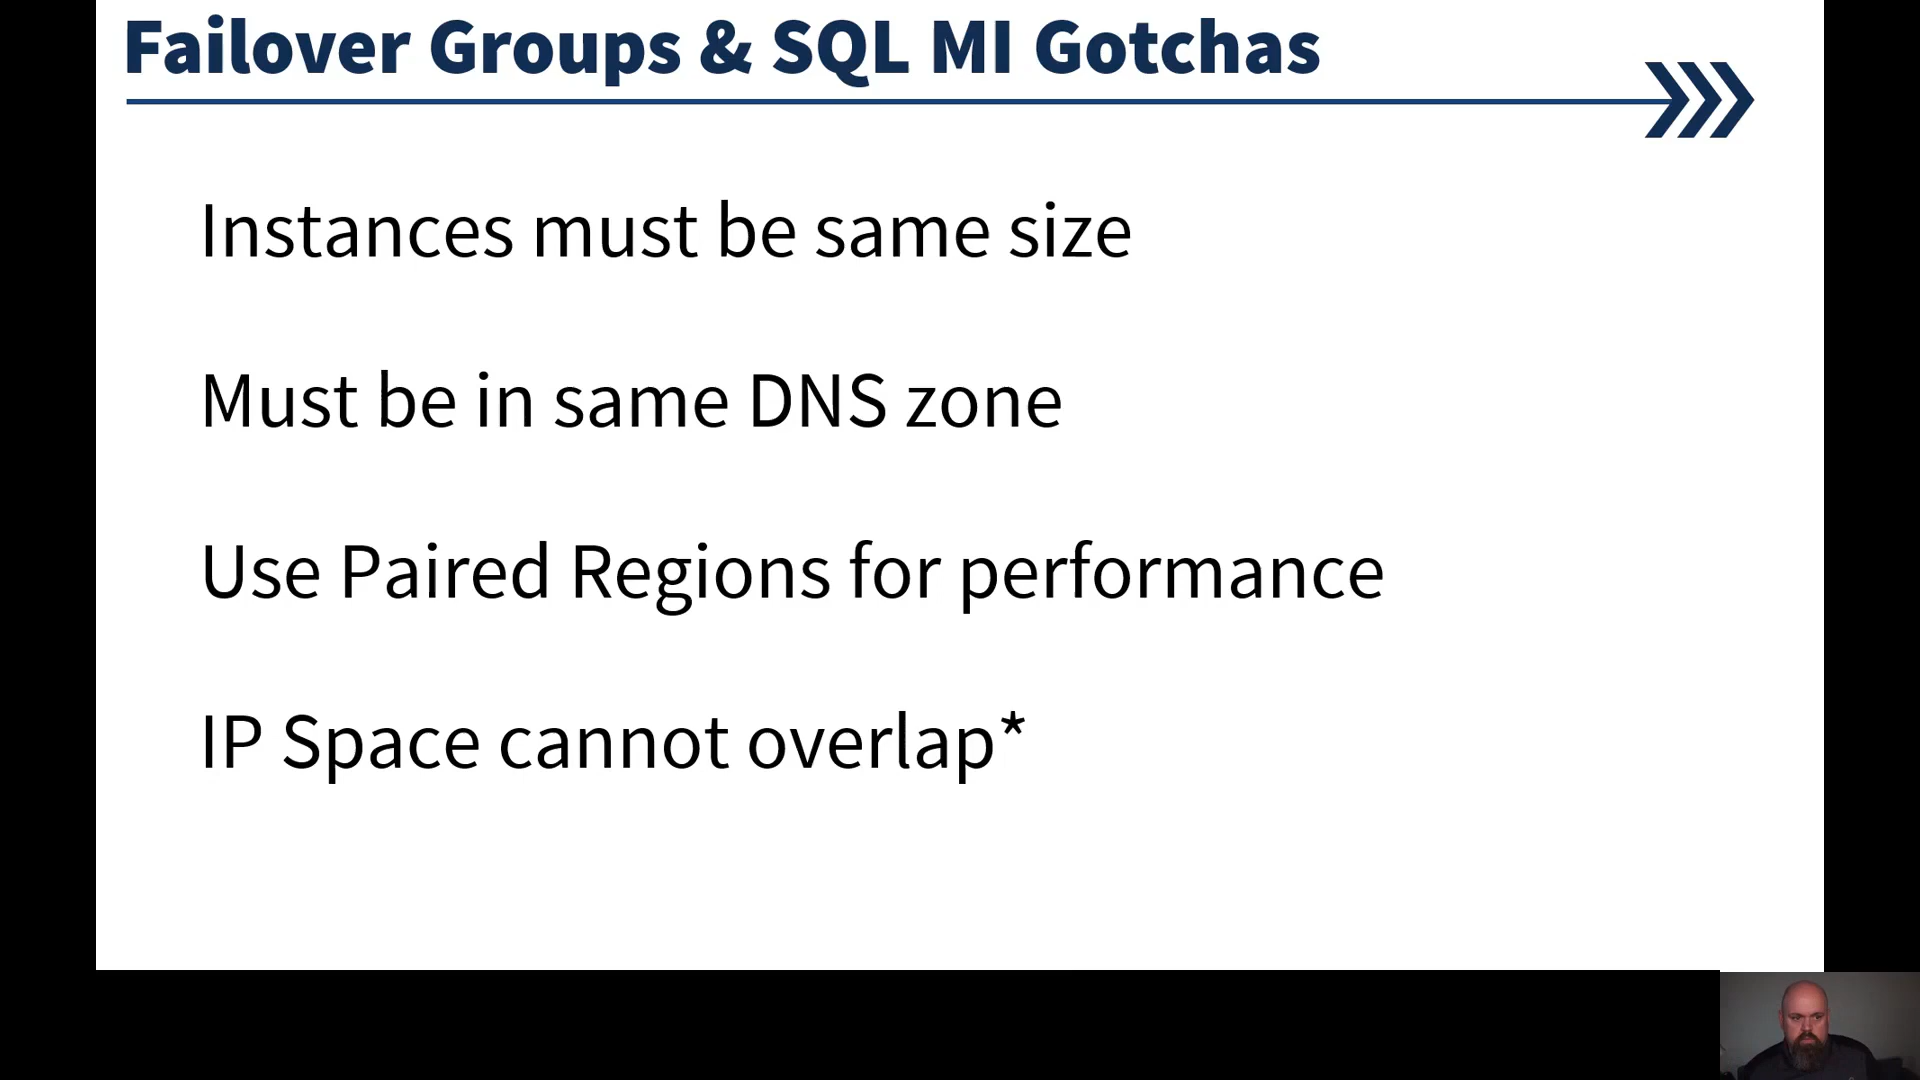 Failover Groups & SQL MI Gotchas
Instances must be same size
Must be in same DNS zone
Use Paired Regions for performance
IP Space cannot overlap*